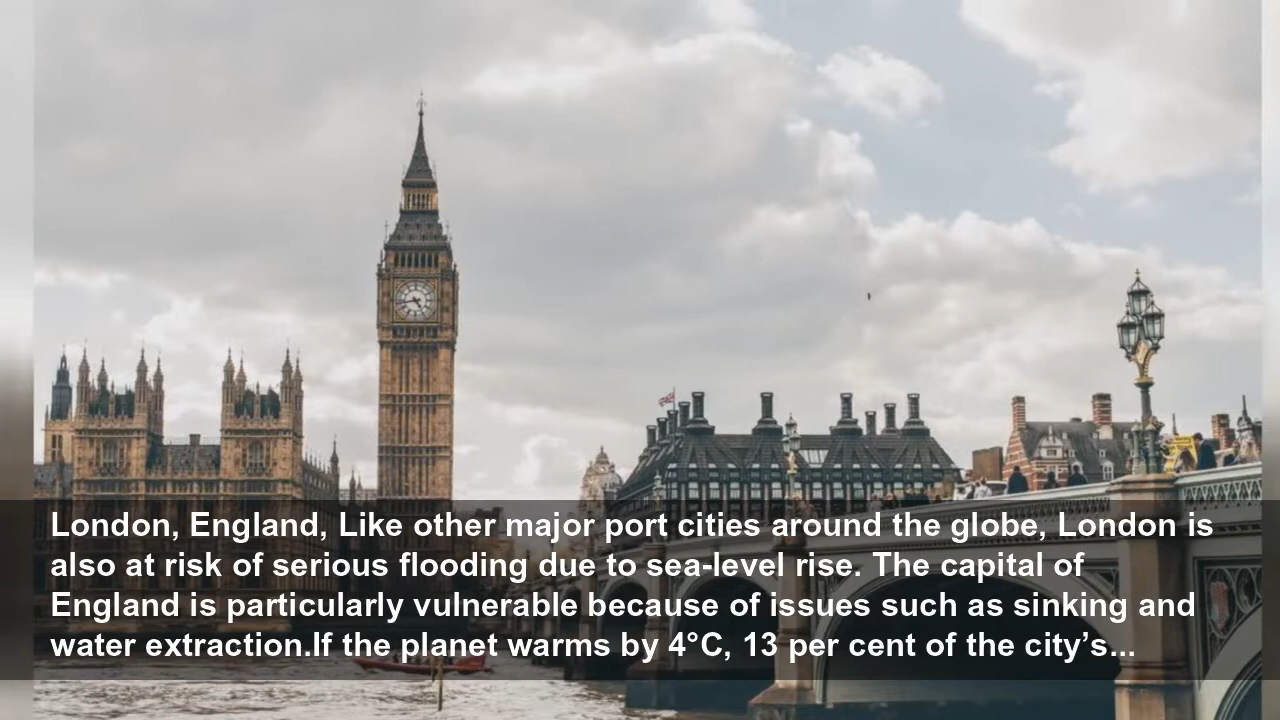 London, England, Like other major port cities around the globe, London is
also at risk of serious flooding due to sea-level rise. The capital of
England is particularly vulnerable because of issues such as sinking and
water extraction.If the planet warms by 4°C, 13 per cent of the city’s...